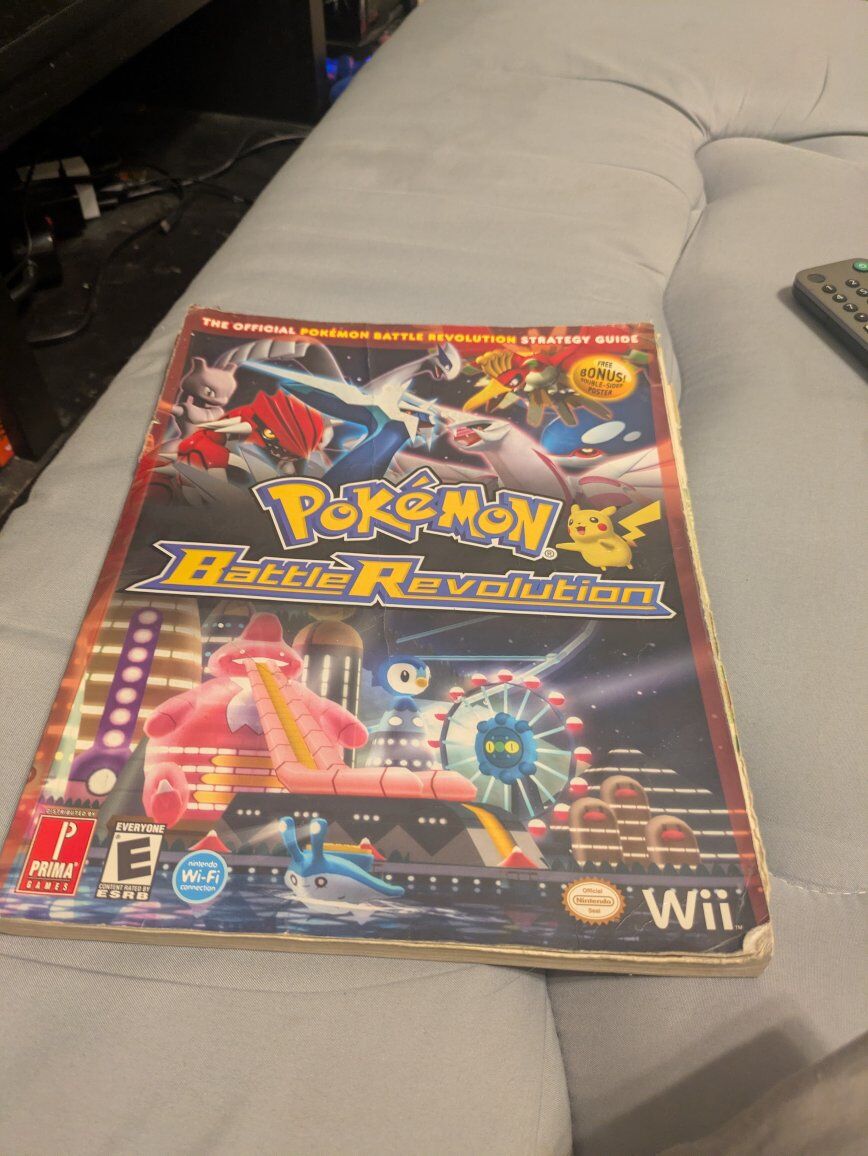 THE OFFICIAL POKÉMON BATTLE REVOLUTION STRATEGY GUIDE
FREE
BONUS!
DOUBLE-SIDED
POSTER
POKÉMON
®
Battle Revolution
DISTRIBUTED BY
P
PRIMA
GAMES
EVERYONE
E
CONTENT RATED BY
ESRB
nintendo
Wi-Fi
connection
Official
Nintendo
Seal
Wii
TM